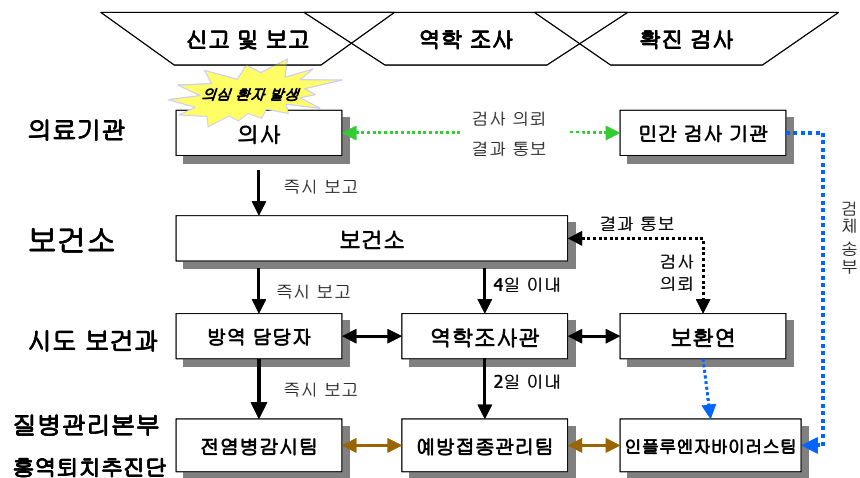 신고 및 보고
역학 조사
확진 검사
의심 환자 발생
의료기관
의사
검사 의뢰
결과 통보
민간 검사 기관
즉시 보고
검체 송부
보건소
보건소
결과 통보
검사
의뢰
즉시 보고
4일 이내
시도 보건과
방역 담당자
역학조사관
보환연
즉시 보고
2일 이내
질병관리본부
홍역퇴치추진단
전염병감시팀
예방접종관리팀
인플루엔자바이러스팀